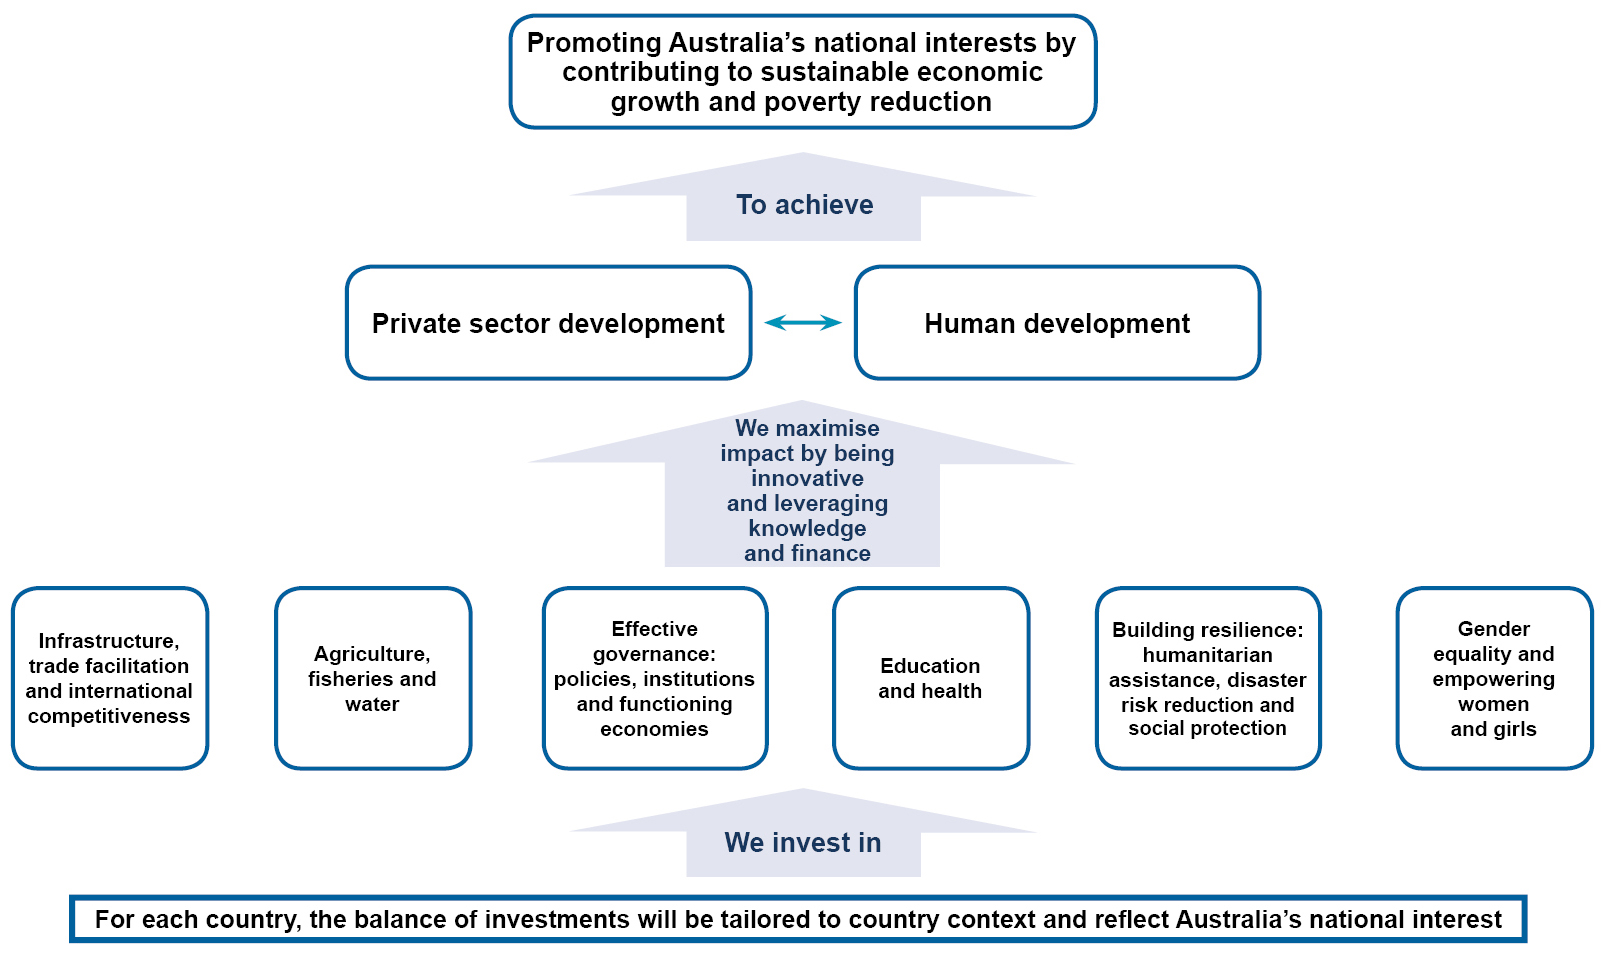 Promoting Australia’s national interests by
contributing to sustainable economic
growth and poverty reduction
To achieve
Private sector development
Human development
We maximise
impact by being
innovative
and leveraging
knowledge
and finance
Infrastructure,
trade facilitation
and international
competitiveness
Agriculture,
fisheries and
water
Effective
governance:
policies, institutions
and functioning
economies
Education
and health
Building resilience:
humanitarian
assistance, disaster
risk reduction and
social protection
Gender
equality and
empowering
women
and girls
We invest in
For each country, the balance of investments will be tailored to country context and reflect Australia’s national interest